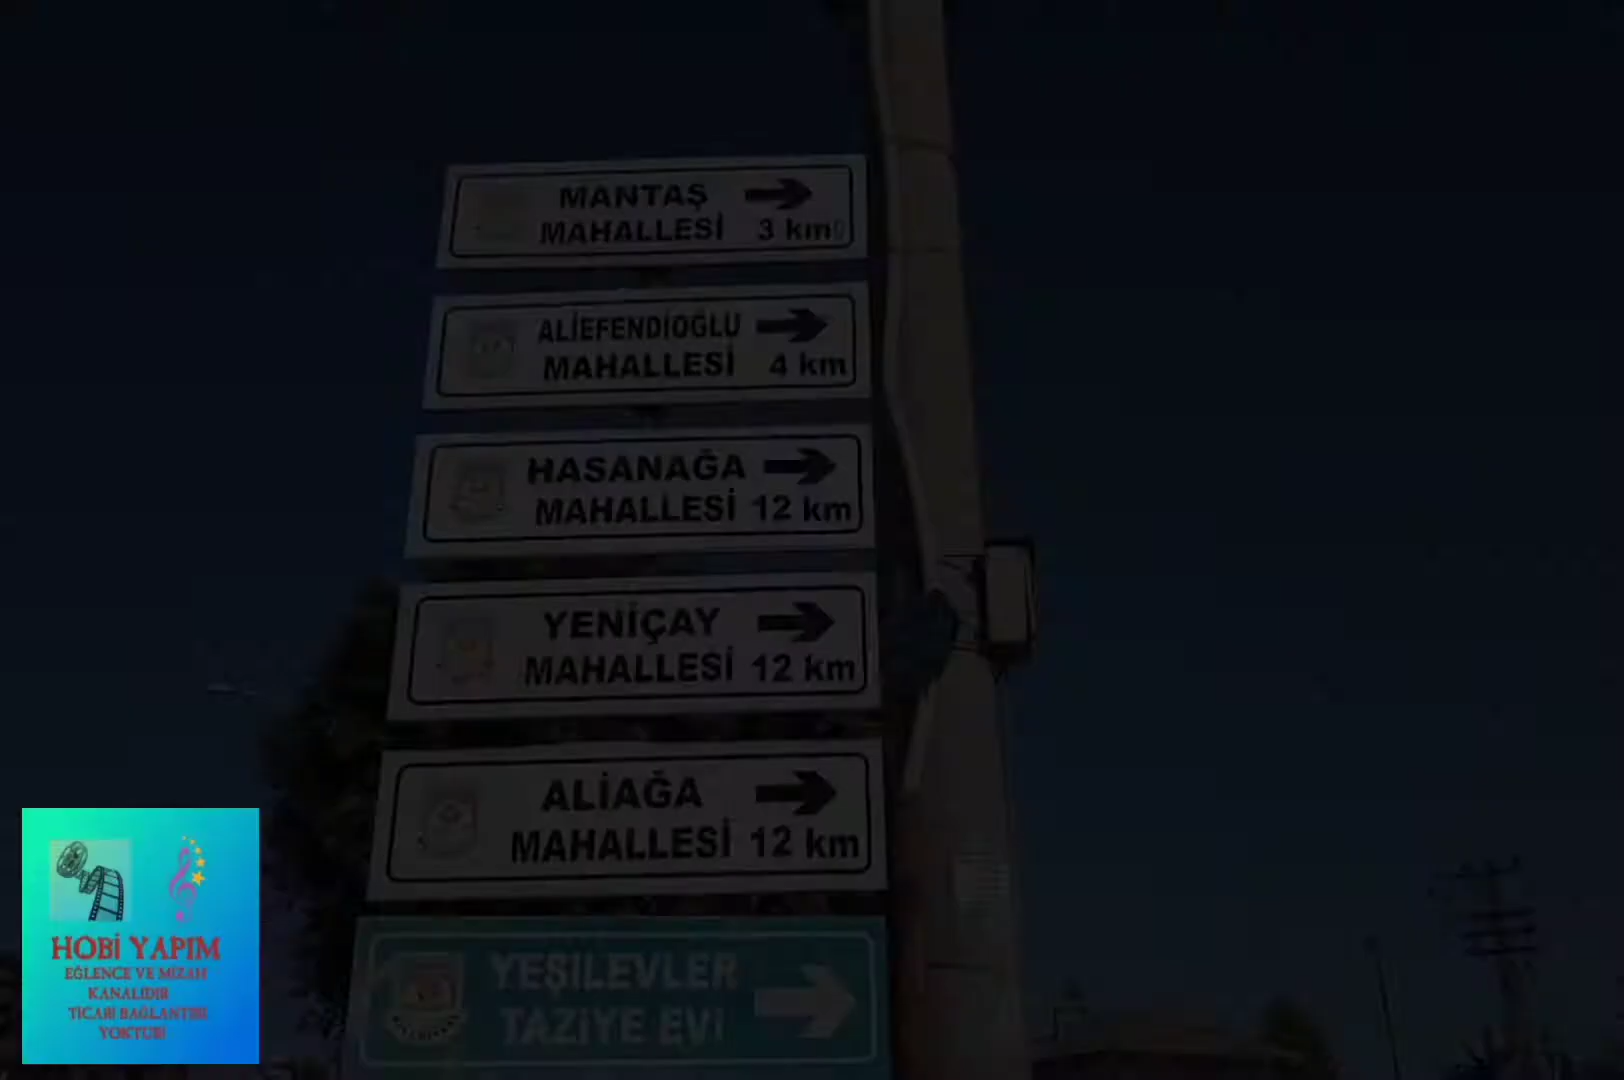 MANTAŞ
MAHALLESİ 3 km
ALİEFENDİOĞLU
MAHALLESİ 4 km
HASANAĞA
MAHALLESİ 12 km
YENİÇAY
MAHALLESİ 12 km
ALİAĞA
MAHALLESİ 12 km
YEŞİLEVLER
TAZİYE EVİ
HOBİ YAPIM
EĞLENCE VE MİZAH
KANALIDIR
TİCARİ BAĞLANTISI
YOKTUR!